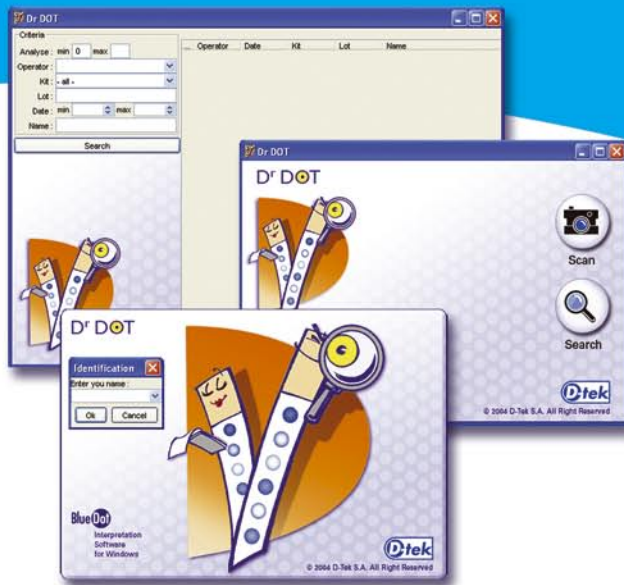 Dr DOT
Criteria
Analyse : min 0 max
Operator :
Kit : - all -
Lot :
Date : min max
Name :
Search
... Operator Date Kit Lot Name
Dr DOT
Dr DOT
Scan
Search
D-tek
© 2004 D-Tek S.A. All Right Reserved
Dr DOT
Identification
Enter you name :
Ok Cancel
BlueDot
Interpretation
Software
for Windows
D-tek
© 2004 D-Tek S.A. All Right Reserved